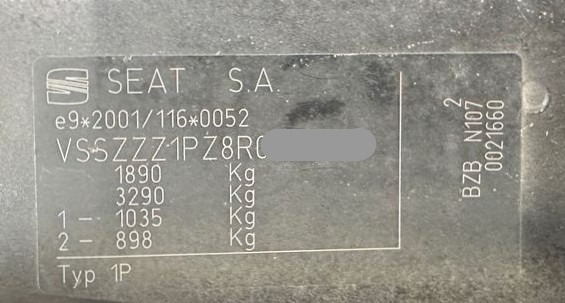 SEAT S.A.
e9*2001/116*0052
VSSZZZ1PZ8R
1890 Kg
3290 Kg
1 - 1035 Kg
2 - 898 Kg
Typ 1P
BZB N107 2
0021660